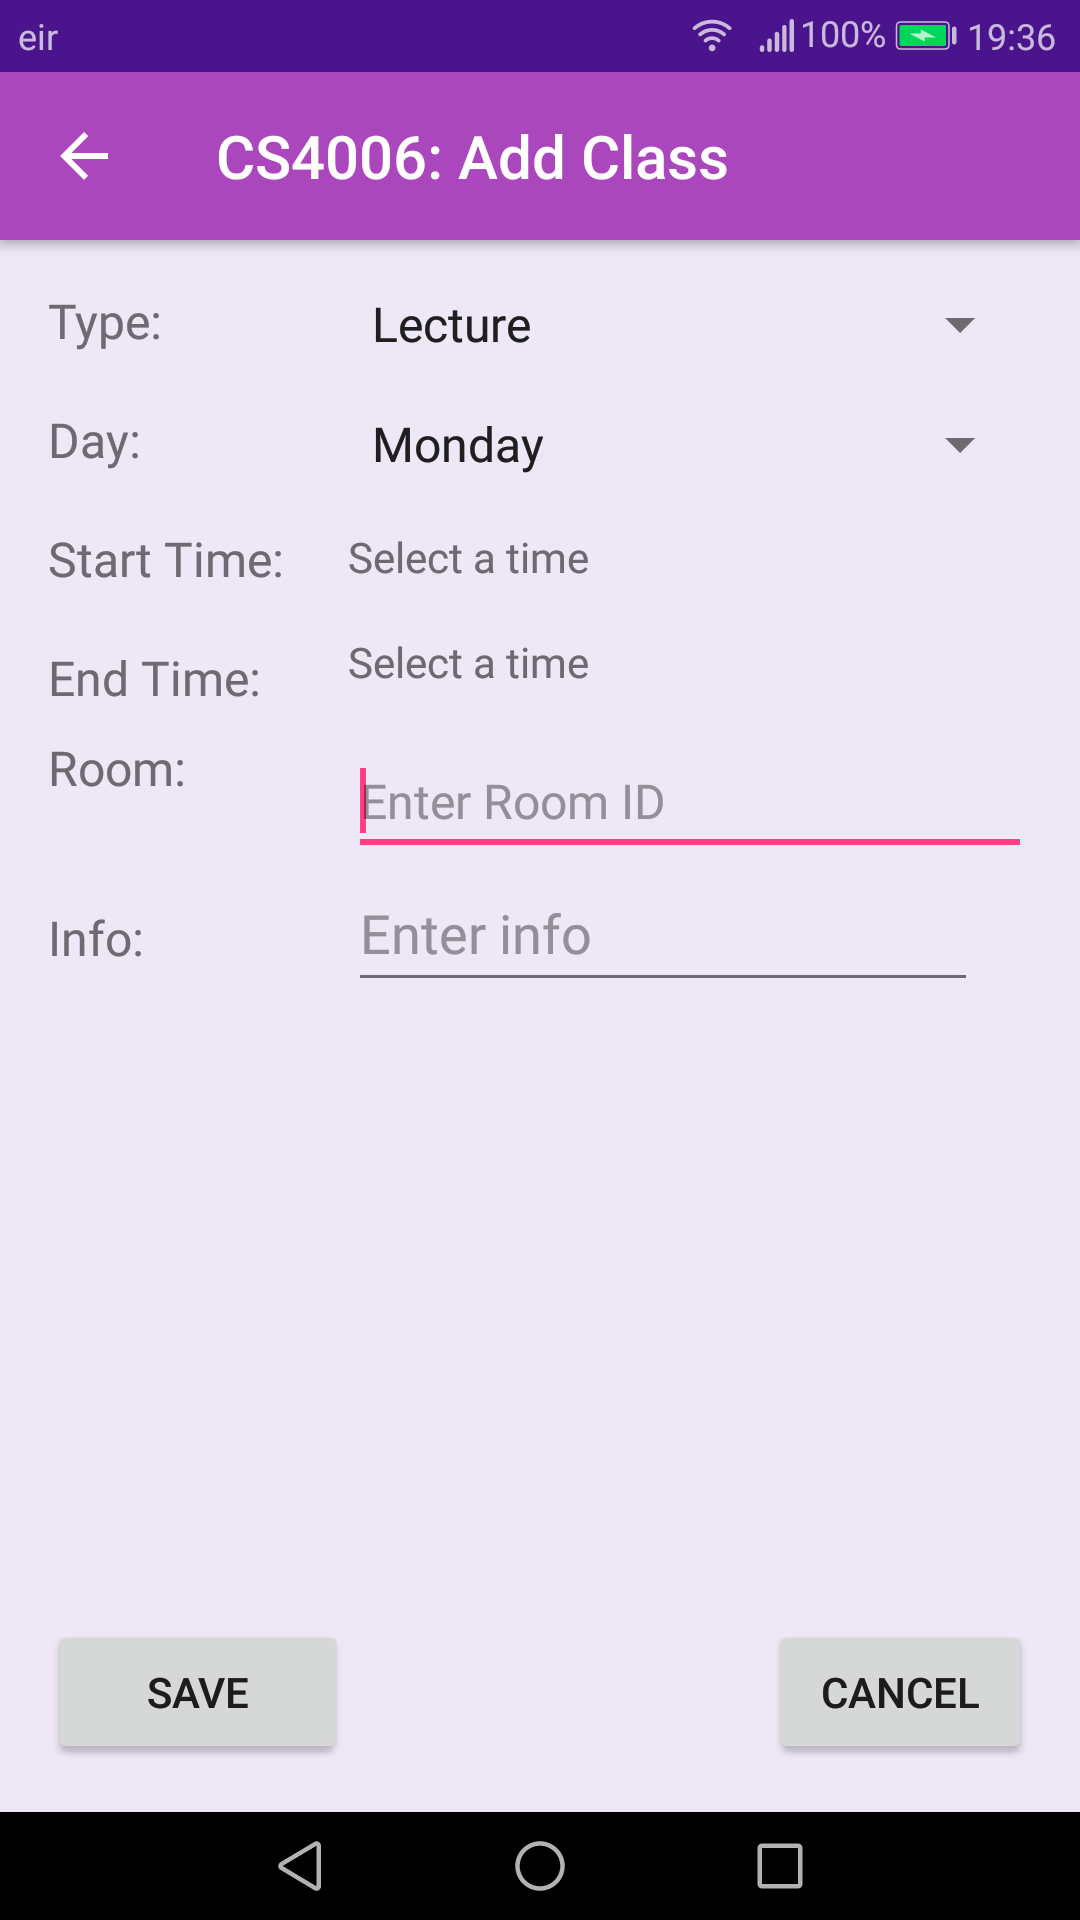 eir 100% 19:36
CS4006: Add Class
Type: Lecture
Day: Monday
Start Time: Select a time
End Time: Select a time
Room: Enter Room ID
Info: Enter info
SAVE CANCEL